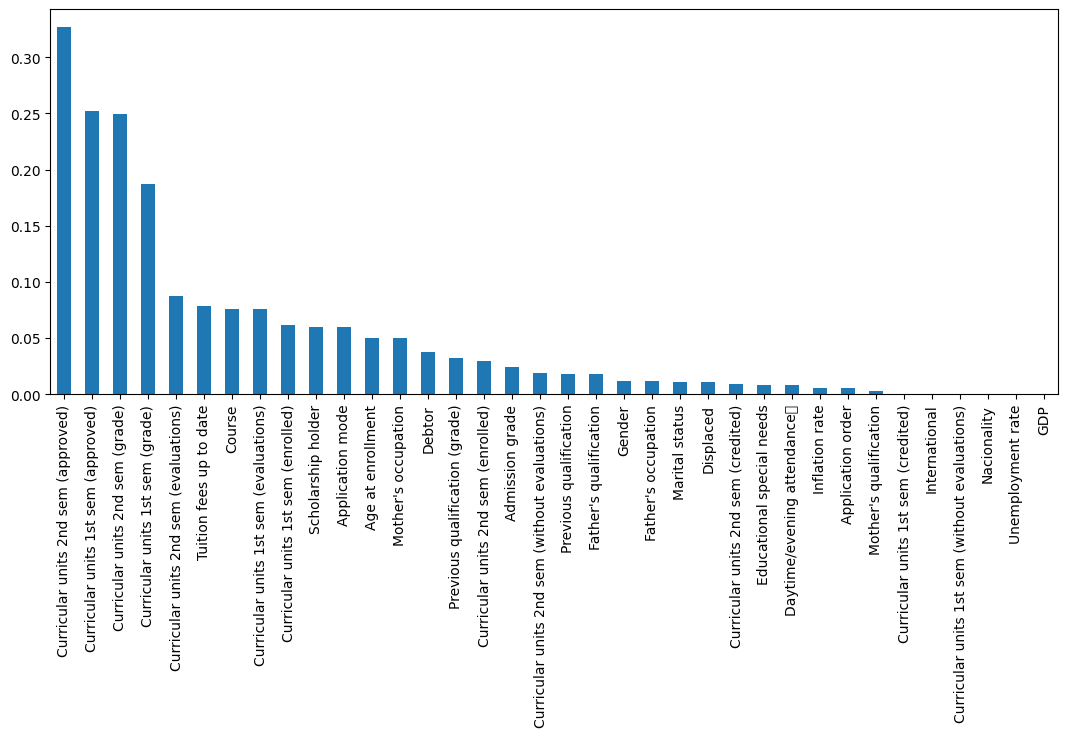 0.30
0.25
0.20
0.15
0.10
0.05
0.00
Curricular units 2nd sem (approved)
Curricular units 1st sem (approved)
Curricular units 2nd sem (grade)
Curricular units 1st sem (grade)
Curricular units 2nd sem (evaluations)
Tuition fees up to date
Course
Curricular units 1st sem (evaluations)
Curricular units 1st sem (enrolled)
Scholarship holder
Application mode
Age at enrollment
Mother's occupation
Debtor
Previous qualification (grade)
Curricular units 2nd sem (enrolled)
Admission grade
Curricular units 2nd sem (without evaluations)
Previous qualification
Father's qualification
Gender
Father's occupation
Marital status
Displaced
Curricular units 2nd sem (credited)
Educational special needs
Daytime/evening attendance▯
Inflation rate
Application order
Mother's qualification
Curricular units 1st sem (credited)
International
Curricular units 1st sem (without evaluations)
Nacionality
Unemployment rate
GDP